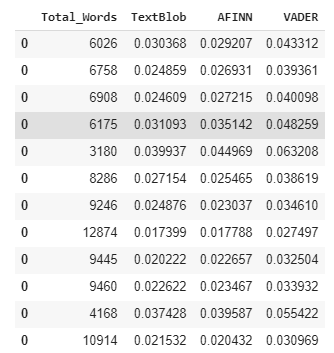 Total_Words TextBlob AFINN VADER
0 6026 0.030368 0.029207 0.043312
0 6758 0.024859 0.026931 0.039361
0 6908 0.024609 0.027215 0.040098
0 6175 0.031093 0.035142 0.048259
0 3180 0.039937 0.044969 0.063208
0 8286 0.027154 0.025465 0.038619
0 9246 0.024876 0.023037 0.034610
0 12874 0.017399 0.017788 0.027497
0 9445 0.020222 0.022657 0.032504
0 9460 0.022622 0.023467 0.033932
0 4168 0.037428 0.039587 0.055422
0 10914 0.021532 0.020432 0.030969